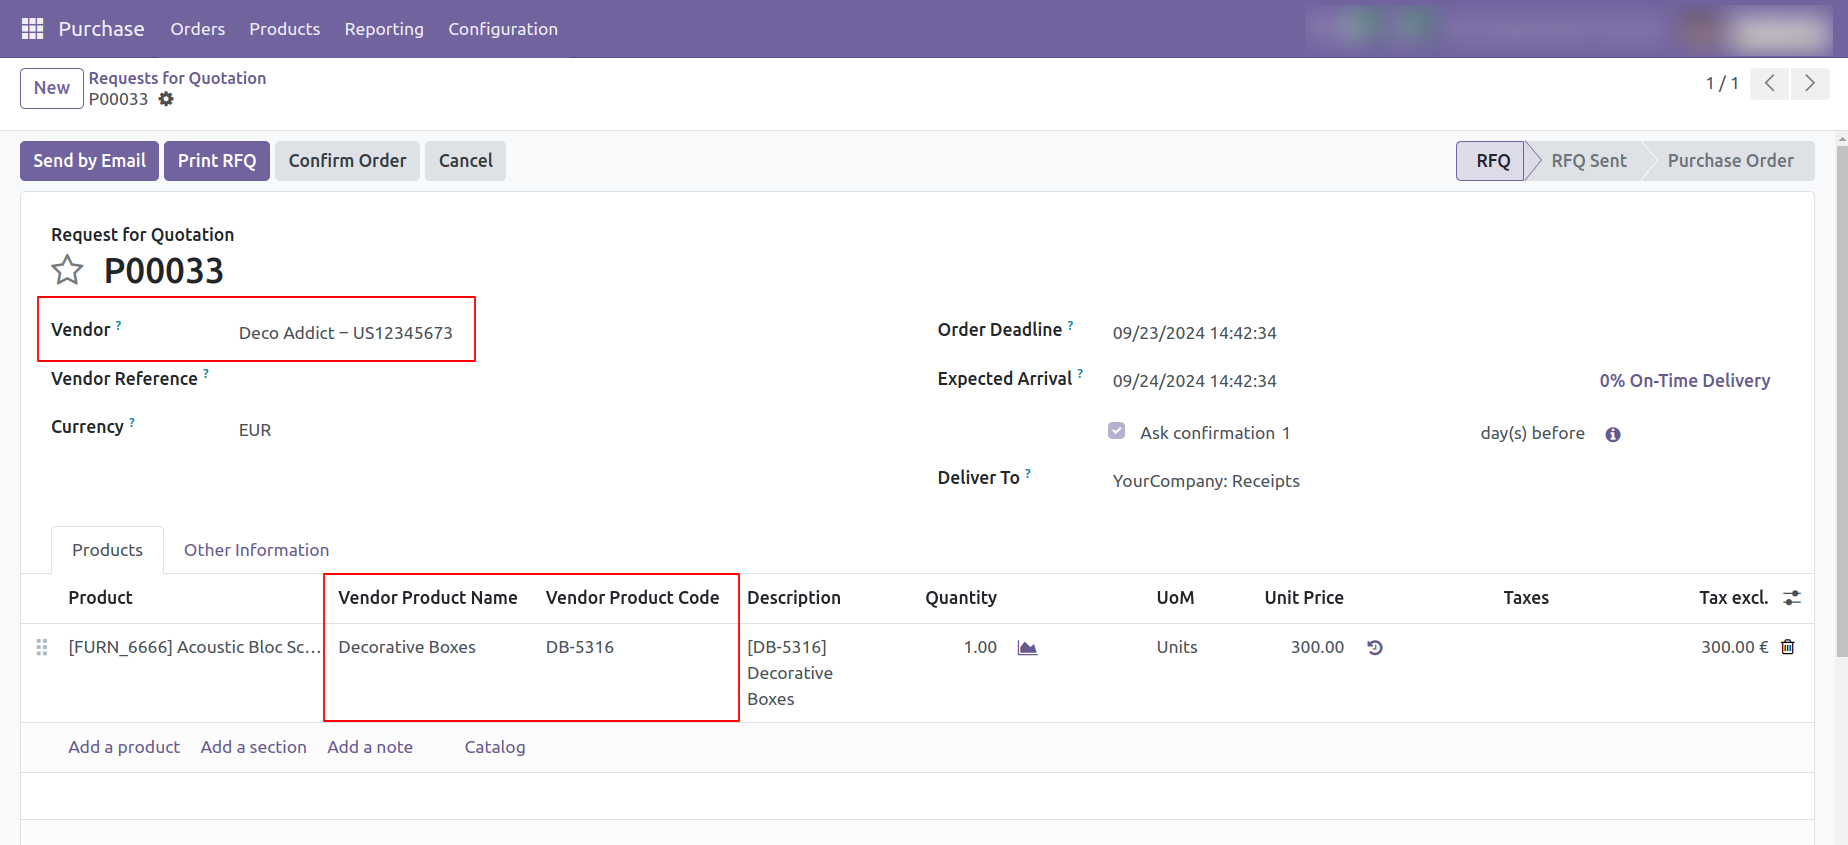 Purchase Orders Products Reporting Configuration
New Requests for Quotation
P00033
1 / 1
Send by Email Print RFQ Confirm Order Cancel RFQ RFQ Sent Purchase Order
Request for Quotation
P00033
Vendor ? Deco Addict – US12345673
Order Deadline ? 09/23/2024 14:42:34
Vendor Reference ?
Expected Arrival ? 09/24/2024 14:42:34 0% On-Time Delivery
Currency ? EUR
Ask confirmation 1 day(s) before
Deliver To ? YourCompany: Receipts
Products Other Information
Product Vendor Product Name Vendor Product Code Description Quantity UoM Unit Price Taxes Tax excl.
[FURN_6666] Acoustic Bloc Sc... Decorative Boxes DB-5316 [DB-5316] 1.00 Units 300.00 300.00 €
Decorative
Boxes
Add a product Add a section Add a note Catalog